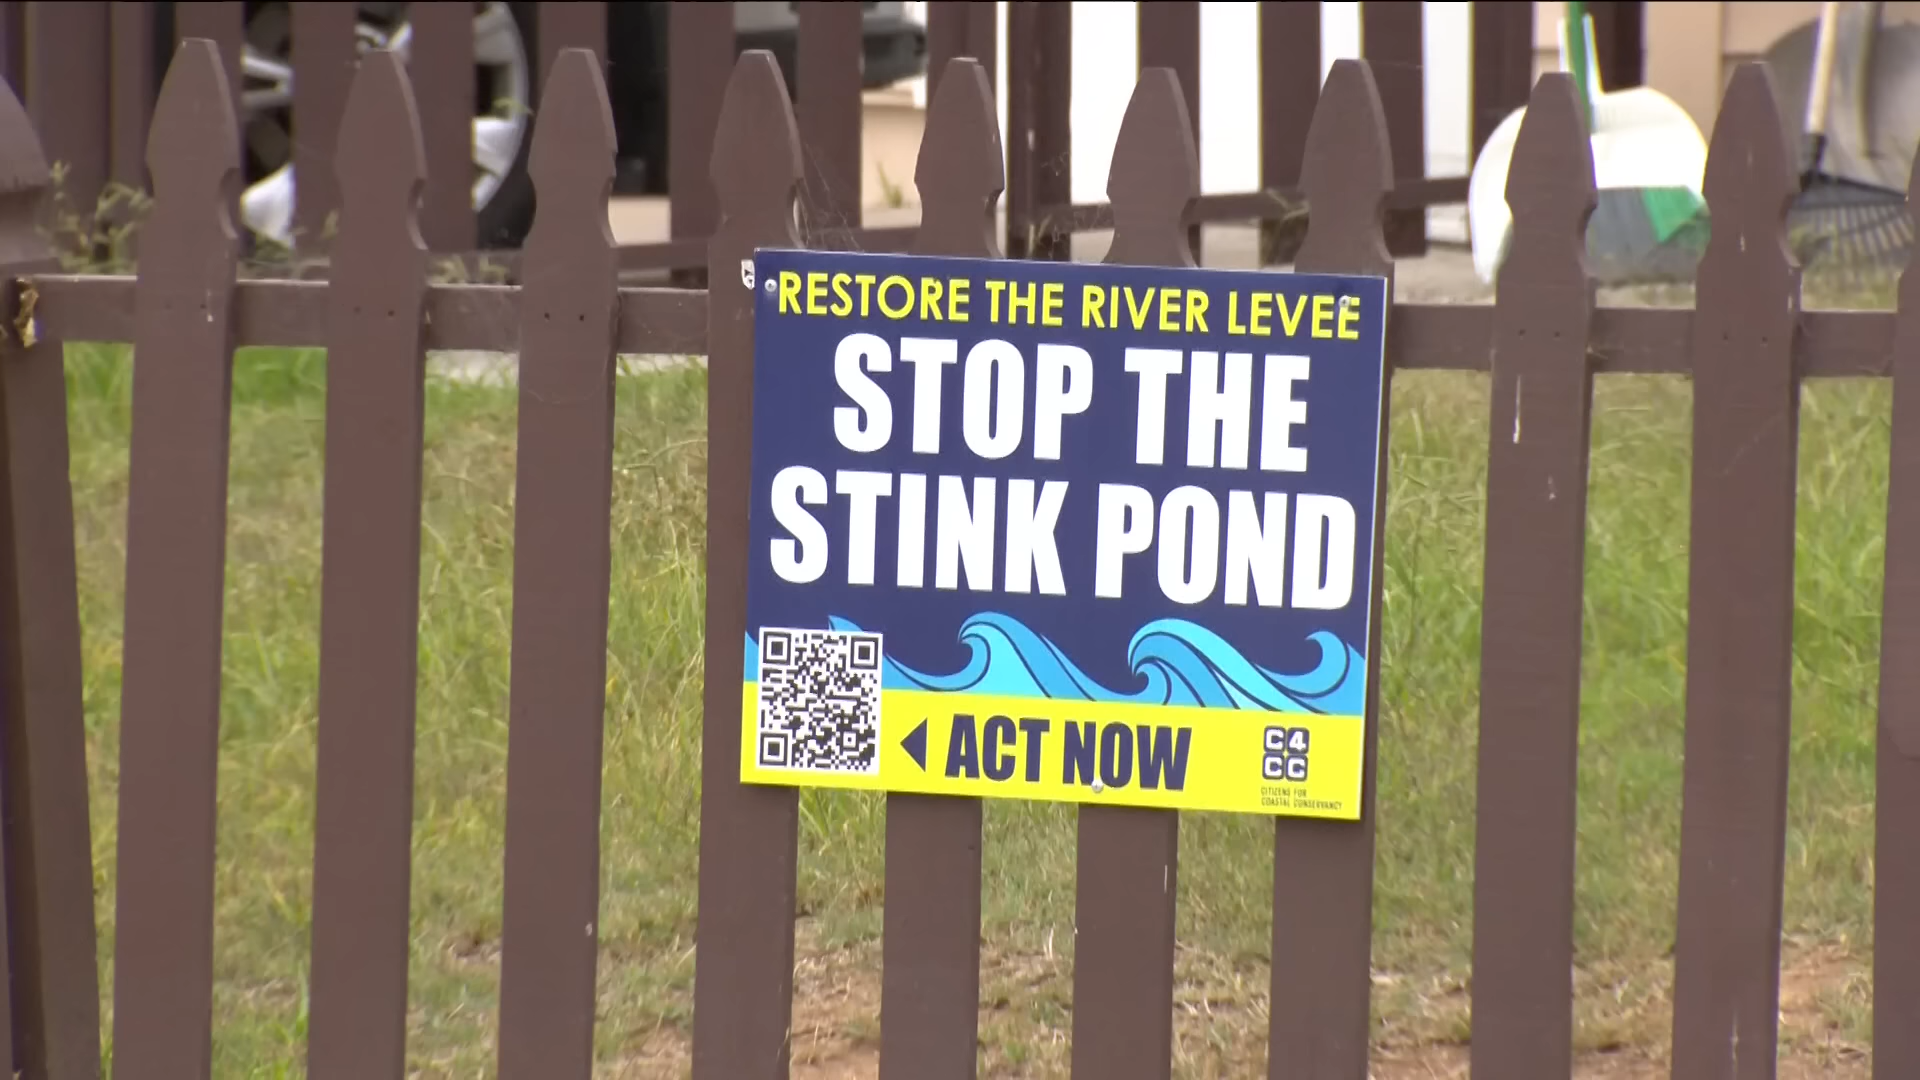 RESTORE THE RIVER LEVEE
STOP THE
STINK POND
ACT NOW
C4
CC
CITIZENS FOR
COASTAL CONSERVANCY